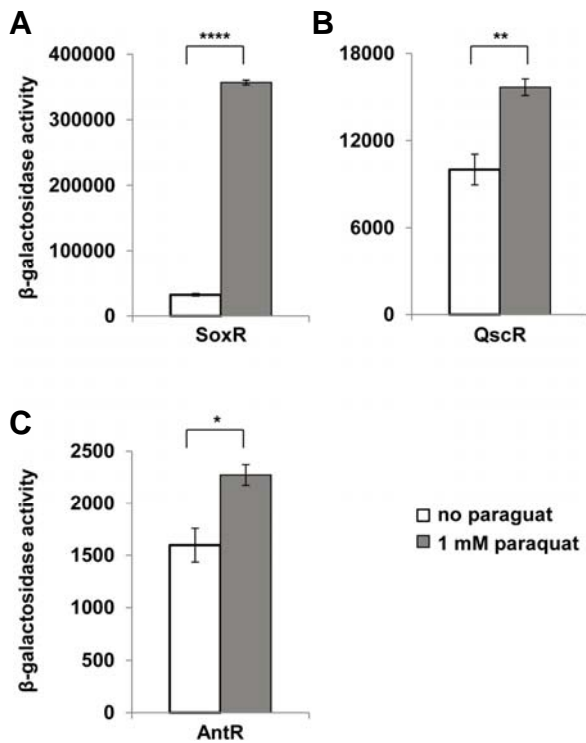 A
β-galactosidase activity
400000
300000
200000
100000
0
****
SoxR
B
18000
12000
6000
0
**
QscR
C
β-galactosidase activity
2500
2000
1500
1000
500
0
*
AntR
no paraguat
1 mM paraquat